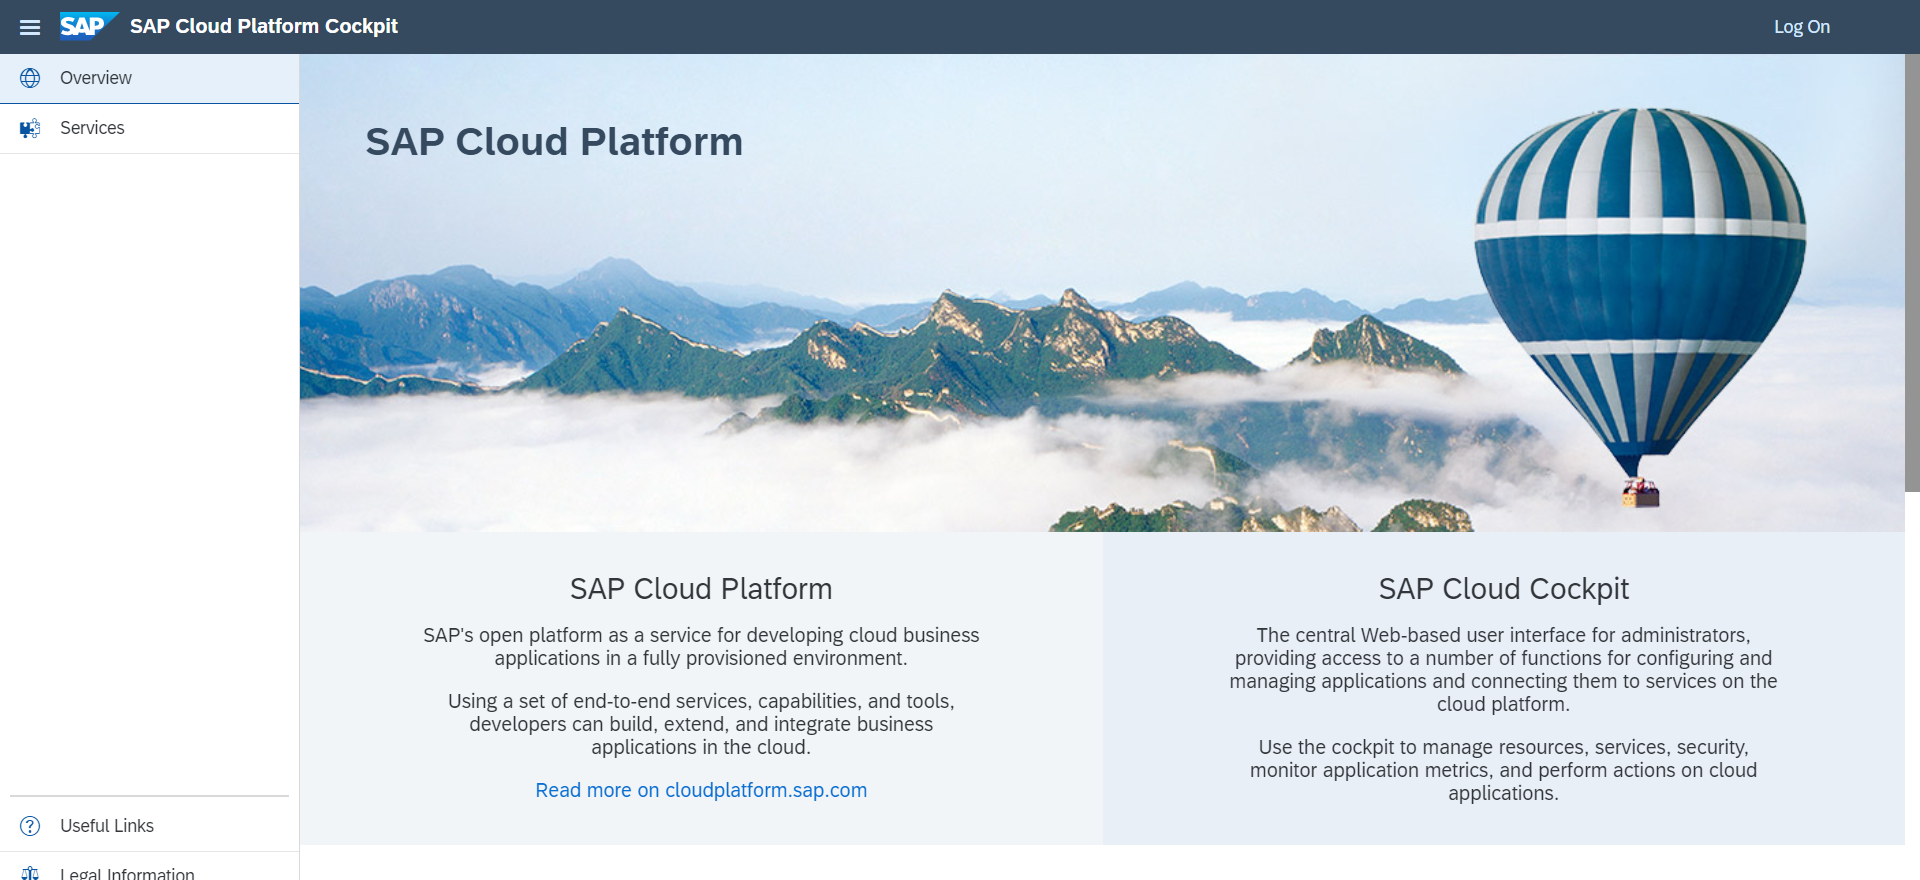 SAP SAP Cloud Platform Cockpit
Log On
Overview
Services
Useful Links
Legal Information
SAP Cloud Platform
SAP Cloud Platform
SAP's open platform as a service for developing cloud business
applications in a fully provisioned environment.
Using a set of end-to-end services, capabilities, and tools,
developers can build, extend, and integrate business
applications in the cloud.
Read more on cloudplatform.sap.com
SAP Cloud Cockpit
The central Web-based user interface for administrators,
providing access to a number of functions for configuring and
managing applications and connecting them to services on the
cloud platform.
Use the cockpit to manage resources, services, security,
monitor application metrics, and perform actions on cloud
applications.